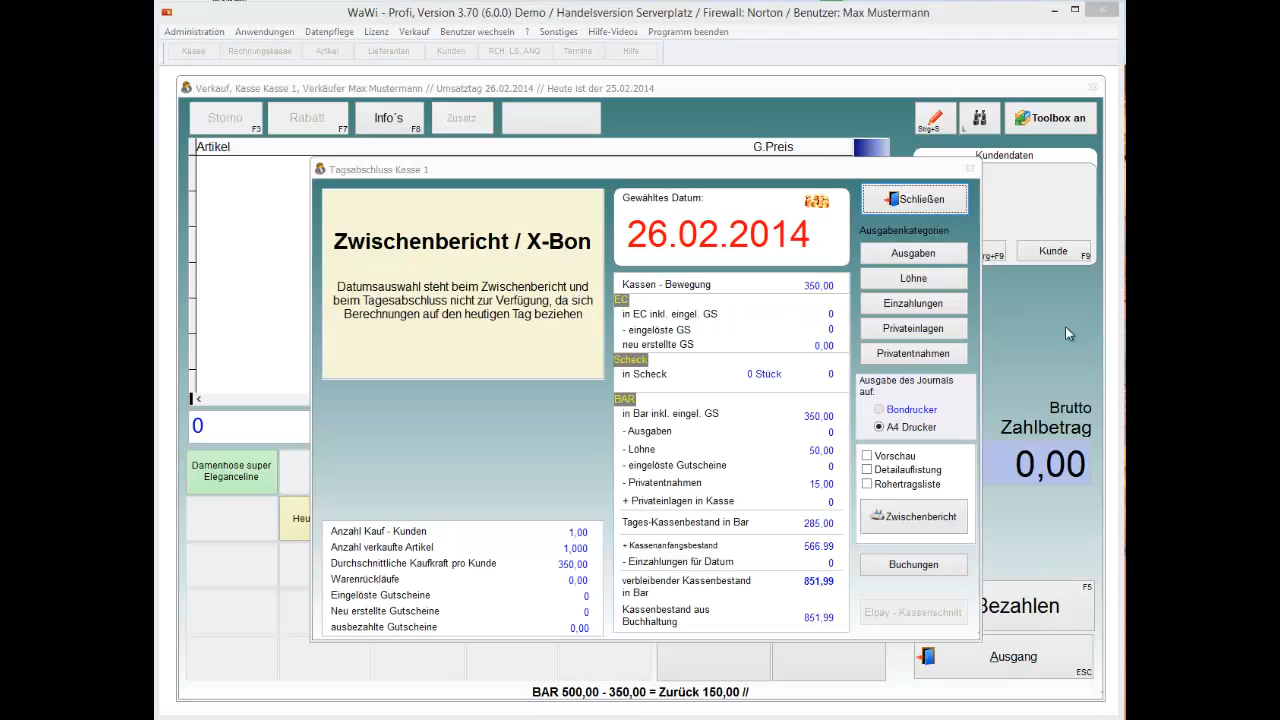 WaWi - Profi, Version 3.70 (6.0.0) Demo / Handelsversion Serverplatz / Firewall: Norton / Benutzer: Max Mustermann
Administration Anwendungen Datenpflege Lizenz Verkauf Benutzer wechseln ? Sonstiges Hilfe-Videos Programm beenden
Kasse Rechnungskasse Artikel Lieferanten Kunden RCH, LS, ANG Termine Hilfe
Verkauf, Kasse Kasse 1, Verkäufer Max Mustermann // Umsatztag 26.02.2014 // Heute ist der 25.02.2014
Storno F3
Rabatt F7
Info´s F8
Zusatz
Strg+S
L
Toolbox an
Artikel G.Preis
Kundendaten
Tagsabschluss Kasse 1
Zwischenbericht / X-Bon
Datumsauswahl steht beim Zwischenbericht und
beim Tagesabschluss nicht zur Verfügung, da sich
Berechnungen auf den heutigen Tag beziehen
Gewähltes Datum:
26.02.2014
Kassen - Bewegung 350,00
EC
in EC inkl. eingel. GS 0
- eingelöste GS 0
neu erstellte GS 0,00
Scheck
in Scheck 0 Stück 0
BAR
in Bar inkl. eingel. GS 350,00
- Ausgaben 0
- Löhne 50,00
- eingelöste Gutscheine 0
- Privatentnahmen 15,00
+ Privateinlagen in Kasse 0
Tages-Kassenbestand in Bar 285,00
+ Kassenanfangsbestand 566,99
- Einzahlungen für Datum 0
verbleibender Kassenbestand
in Bar 851,99
Kassenbestand aus
Buchhaltung 851,99
Anzahl Kauf - Kunden 1,00
Anzahl verkaufte Artikel 1,000
Durchschnittliche Kaufkraft pro Kunde 350,00
Warenrückläufe 0,00
Eingelöste Gutscheine 0
Neu erstellte Gutscheine 0
ausbezahlte Gutscheine 0,00
Schließen
Ausgabenkategorien
Ausgaben
Löhne
Einzahlungen
Privateinlagen
Privatentnahmen
Ausgabe des Journals
auf:
Bondrucker
A4 Drucker
Vorschau
Detailauflistung
Rohertragsliste
Zwischenbericht
Buchungen
Elpay - Kassenschnitt
rg+F9
Kunde F9
Brutto
Zahlbetrag
0,00
0
Damenhose super
Eleganceline
Heu
Bezahlen F5
Ausgang ESC
BAR 500,00 - 350,00 = Zurück 150,00 //